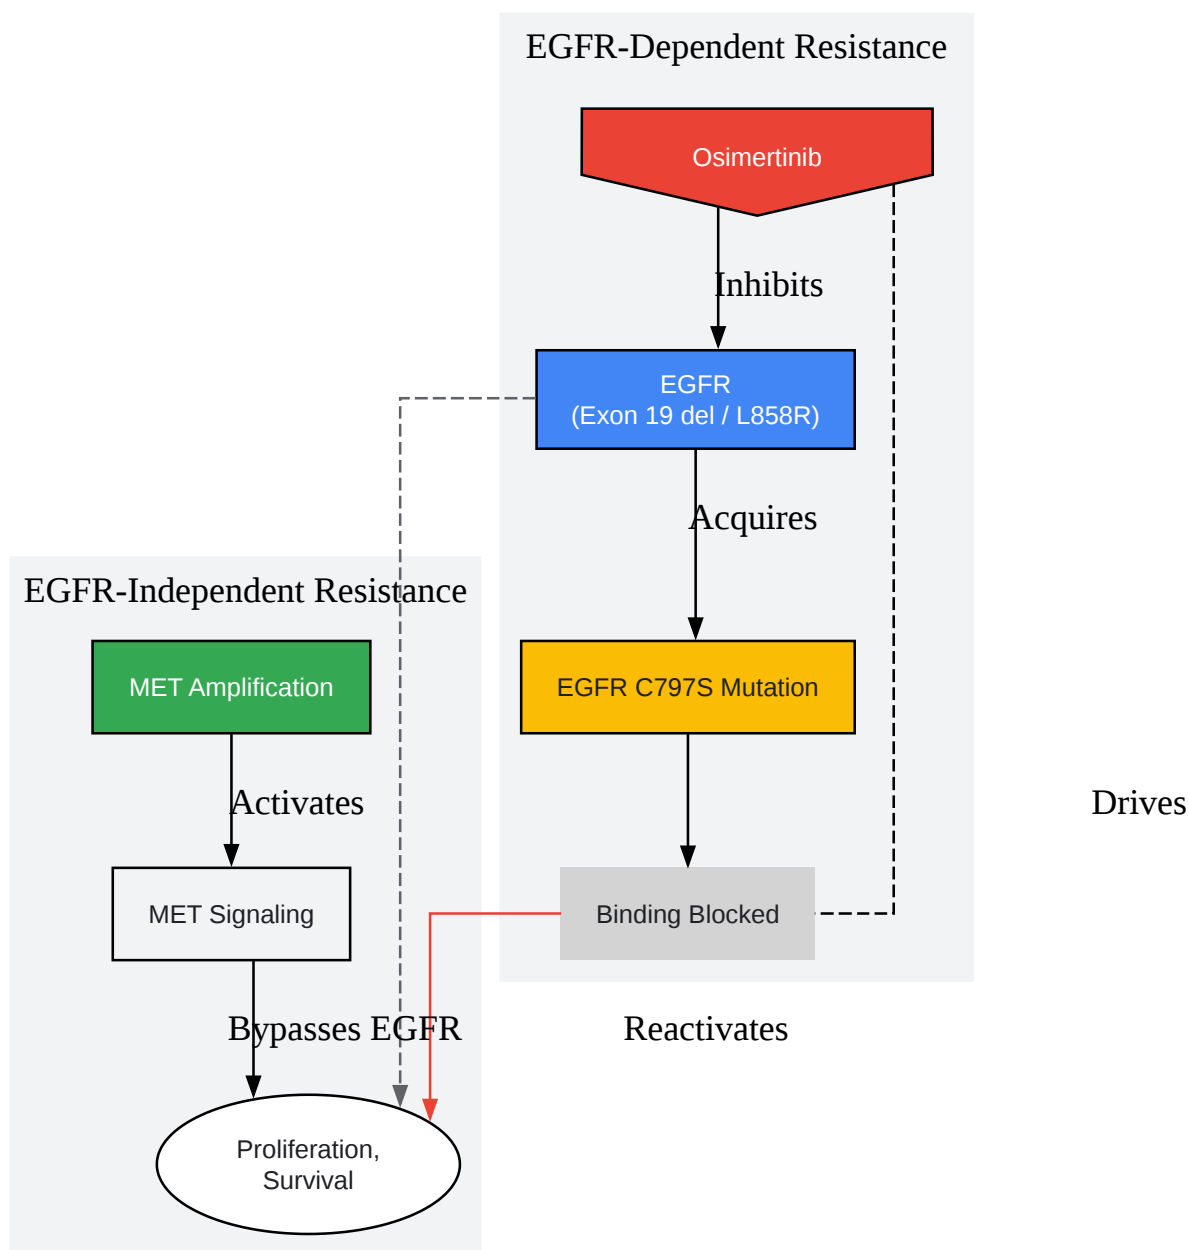 EGFR-Dependent Resistance
Osimertinib
Inhibits
EGFR
(Exon 19 del / L858R)
Acquires
EGFR-Independent Resistance
MET Amplification
EGFR C797S Mutation
Activates
Drives
MET Signaling
Binding Blocked
Bypasses EGFR
Reactivates
Proliferation,
Survival